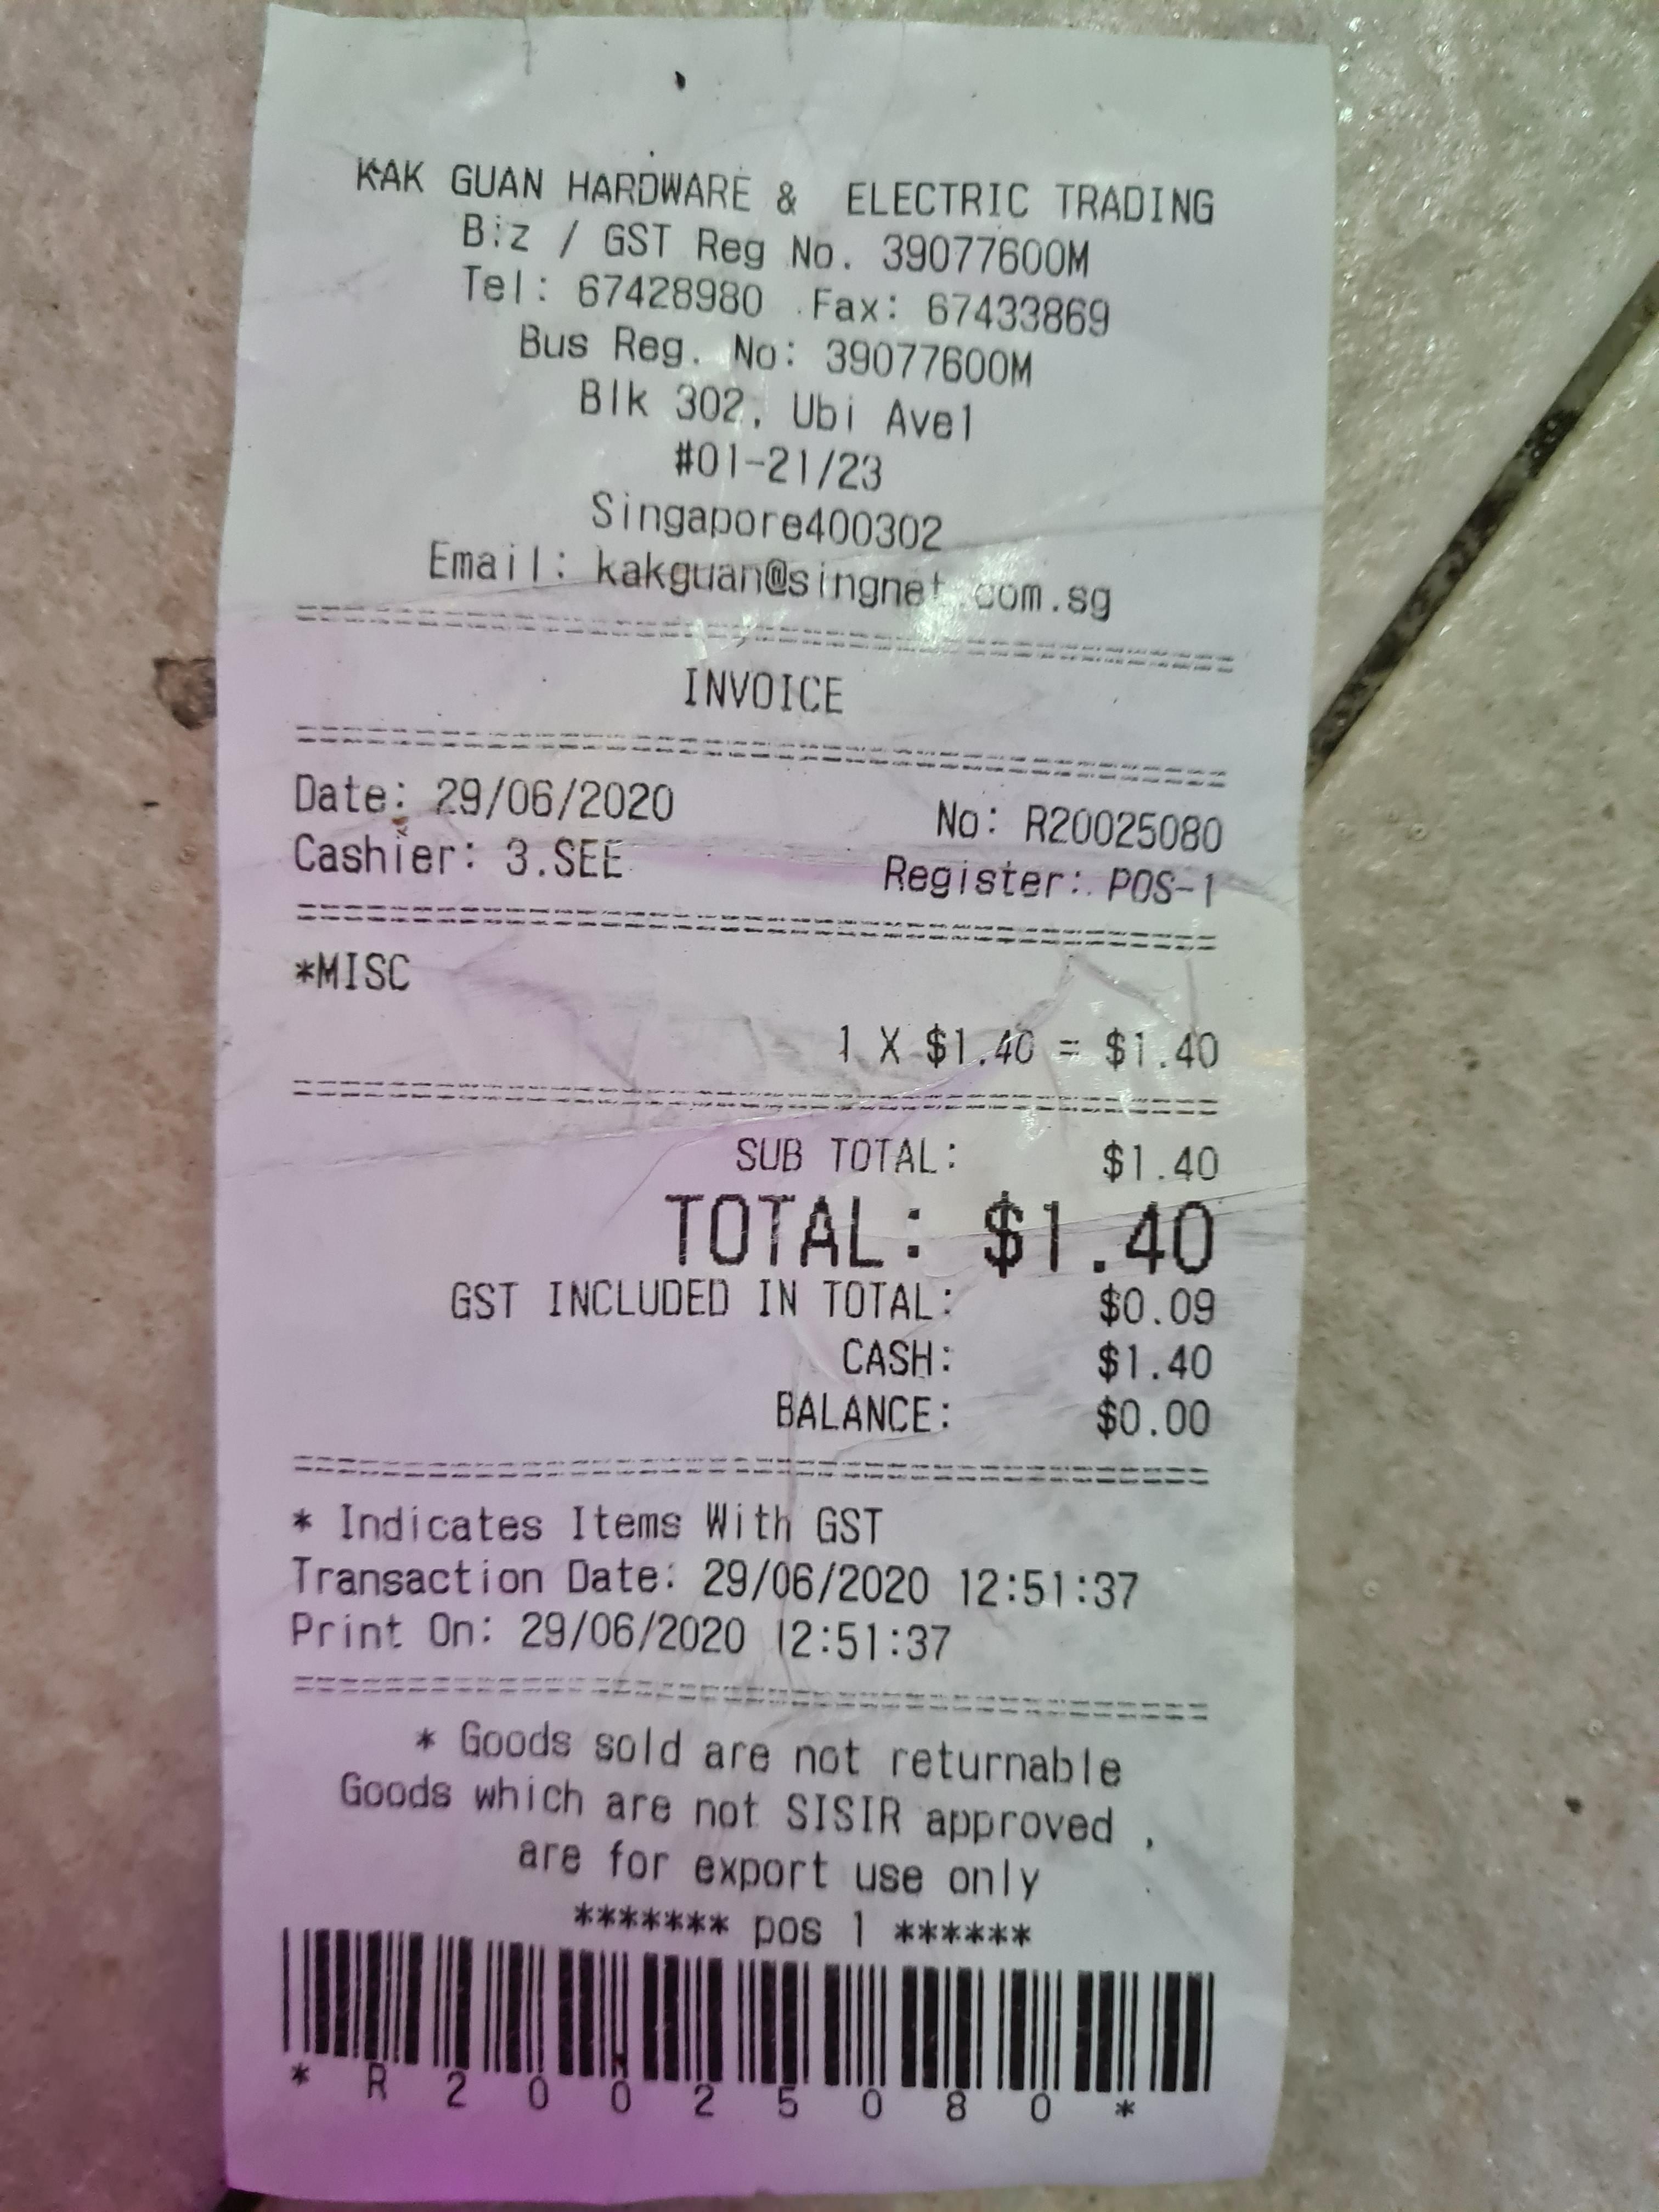 KAK GUAN HARDWARE & ELECTRIC TRADING
Biz / GST Reg No. 39077600M
Tel: 67428980 Fax: 67433869
Bus Reg. No: 39077600M
Blk 302, Ubi Ave1
#01-21/23
Singapore400302
Email: kakguan@singnet.com.sg
INVOICE
Date: 29/06/2020 No: R20025080
Cashier: 3.SEE Register: POS-1
*MISC
1 X $1.40 = $1.40
SUB TOTAL: $1.40
TOTAL: $1.40
GST INCLUDED IN TOTAL: $0.09
CASH: $1.40
BALANCE: $0.00
* Indicates Items With GST
Transaction Date: 29/06/2020 12:51:37
Print On: 29/06/2020 12:51:37
* Goods sold are not returnable
Goods which are not SISIR approved ,
are for export use only
******* pos 1 ******
* R 2 0 0 2 5 0 8 0 *